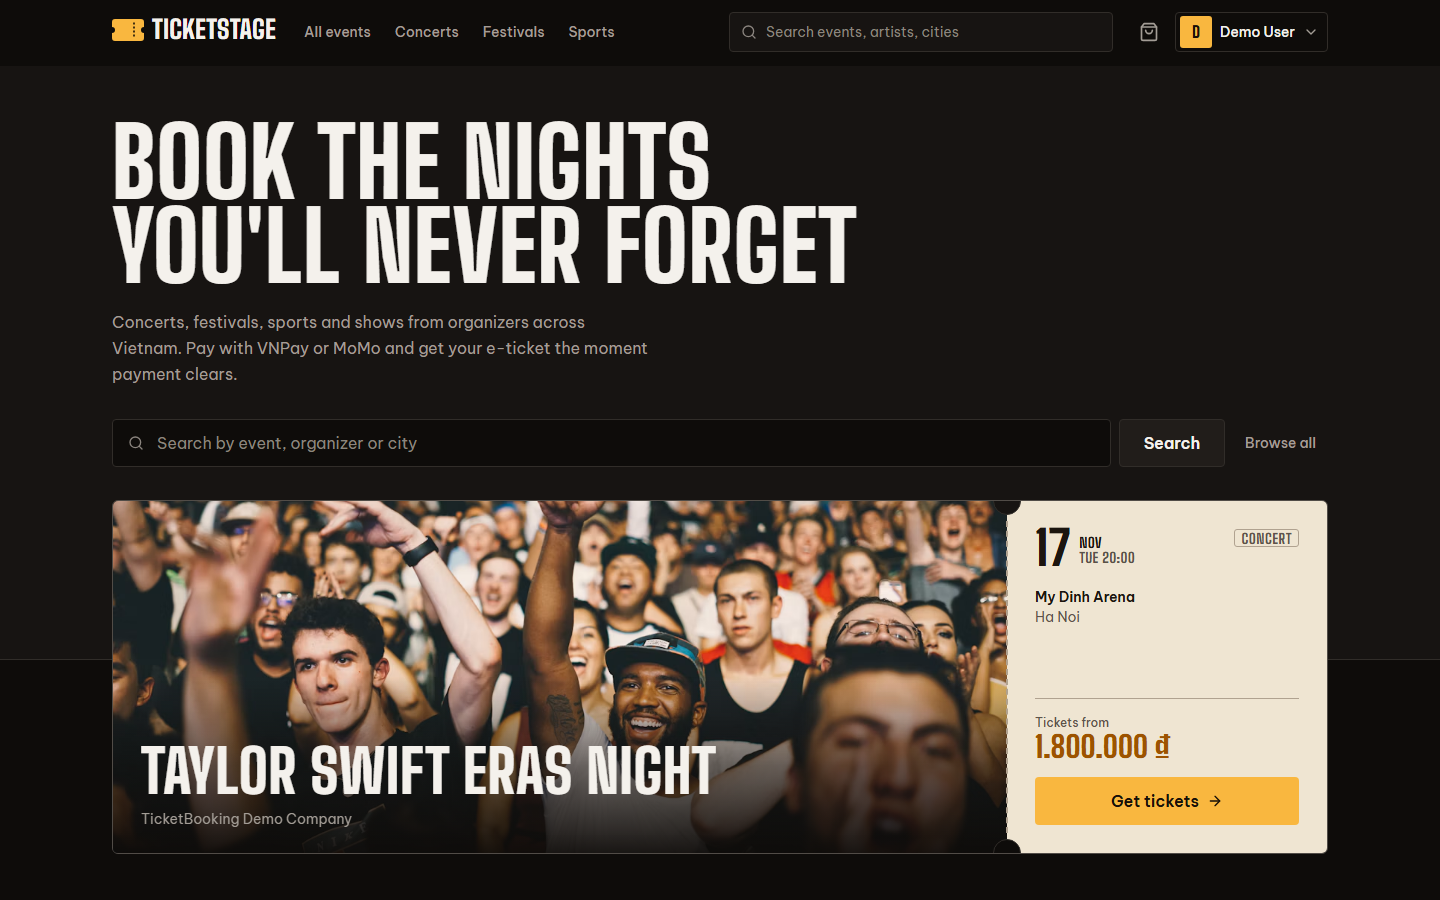 TICKETSTAGE
All events
Concerts
Festivals
Sports
Search events, artists, cities
D
Demo User
BOOK THE NIGHTS
YOU'LL NEVER FORGET
Concerts, festivals, sports and shows from organizers across
Vietnam. Pay with VNPay or MoMo and get your e-ticket the moment
payment clears.
Search by event, organizer or city
Search
Browse all
17
NOV
TUE 20:00
CONCERT
My Dinh Arena
Ha Noi
TAYLOR SWIFT ERAS NIGHT
TicketBooking Demo Company
Tickets from
1.800.000 ₫
Get tickets →